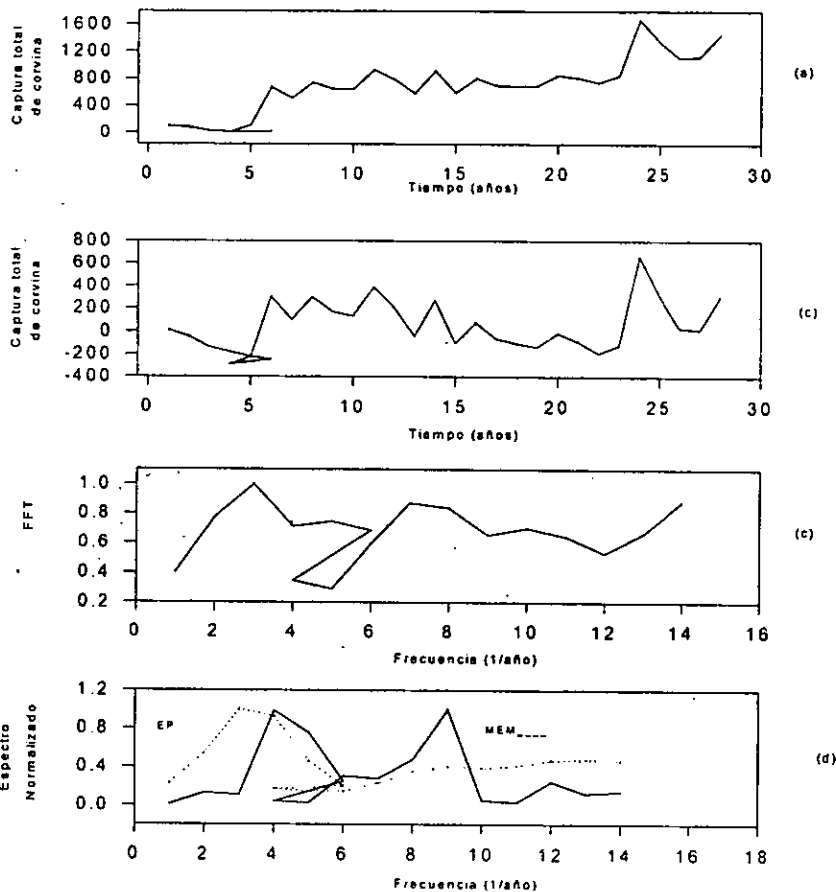 1600
1200
800
400
0
Captura total
de corvina
(a)
0 5 10 15 20 25 30
Tiempo (años)
800
600
400
200
0
-200
-400
Captura total
de corvina
(c)
0 5 10 15 20 25 30
Tiempo (años)
1.0
0.8
0.6
0.4
0.2
FFT
(c)
0 2 4 6 8 10 12 14 16
Frecuencia (1/año)
1.2
0.8
0.4
0.0
Espectro
Normalizado
EP
MEM____
(d)
0 2 4 6 8 10 12 14 16 18
Frecuencia (1/año)